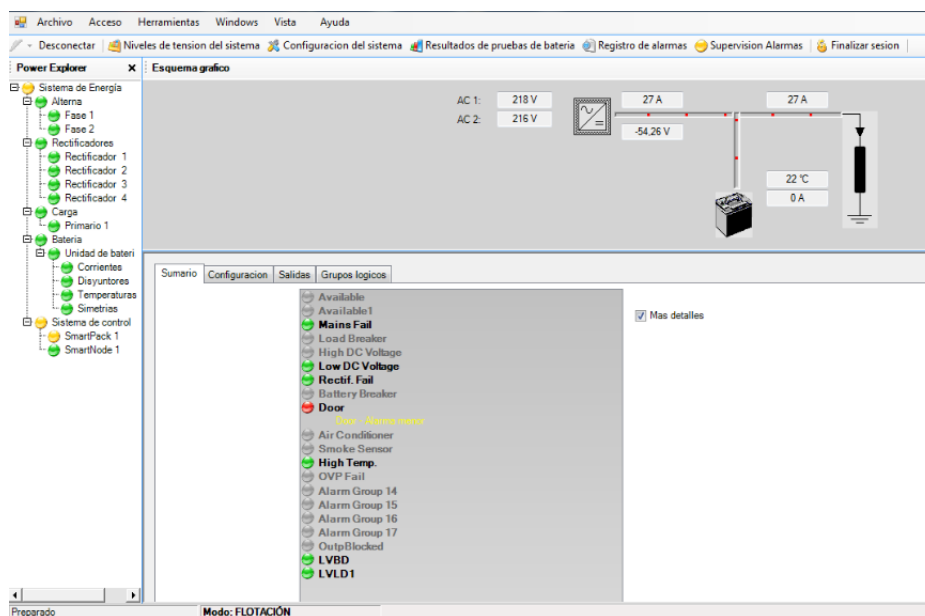 Archivo Acceso Herramientas Windows Vista Ayuda
Desconectar Niveles de tension del sistema Configuracion del sistema Resultados de pruebas de bateria Registro de alarmas Supervision Alarmas Finalizar sesion
Power Explorer x
Sistema de Energía
Alterna
Fase 1
Fase 2
Rectificadores
Rectificador 1
Rectificador 2
Rectificador 3
Rectificador 4
Carga
Primario 1
Bateria
Unidad de bateri
Corrientes
Disyuntores
Temperaturas
Simetrias
Sistema de control
SmartPack 1
SmartNode 1
Esquema grafico
AC 1: 218 V
AC 2: 216 V
27 A
27 A
-54,26 V
22 °C
0 A
Sumario Configuracion Salidas Grupos logicos
Available
Available1
Mains Fail
Load Breaker
High DC Voltage
Low DC Voltage
Rectif. Fail
Battery Breaker
Door
Door - Alarma menor
Air Conditioner
Smoke Sensor
High Temp.
OVP Fail
Alarm Group 14
Alarm Group 15
Alarm Group 16
Alarm Group 17
OutpBlocked
LVBD
LVLD1
Mas detalles
Preparado Modo: FLOTACIÓN